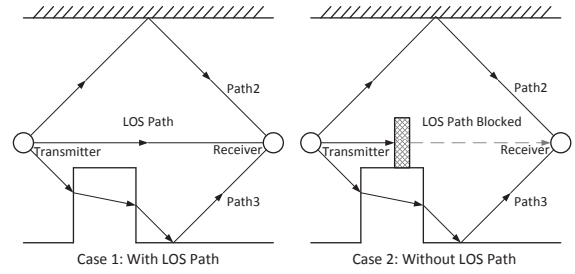 Path2
LOS Path
Transmitter
Receiver
Path3
Case 1: With LOS Path
Path2
LOS Path Blocked
Transmitter
Receiver
Path3
Case 2: Without LOS Path